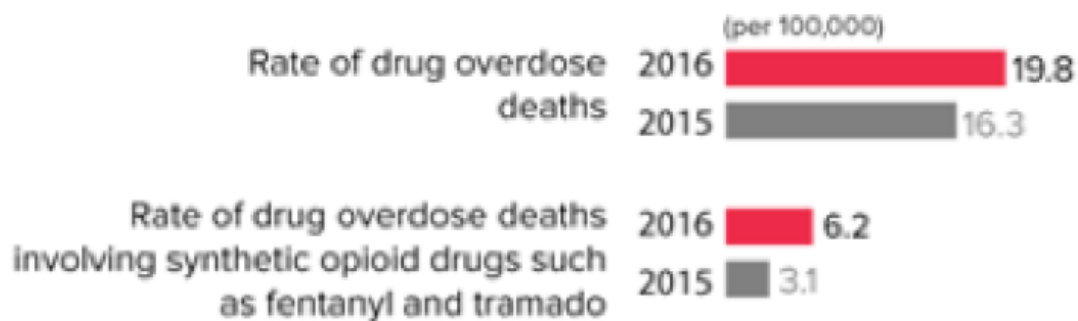 (per 100,000)
Rate of drug overdose
deaths
2016 19.8
2015 16.3
Rate of drug overdose deaths
involving synthetic opioid drugs such
as fentanyl and tramado
2016 6.2
2015 3.1